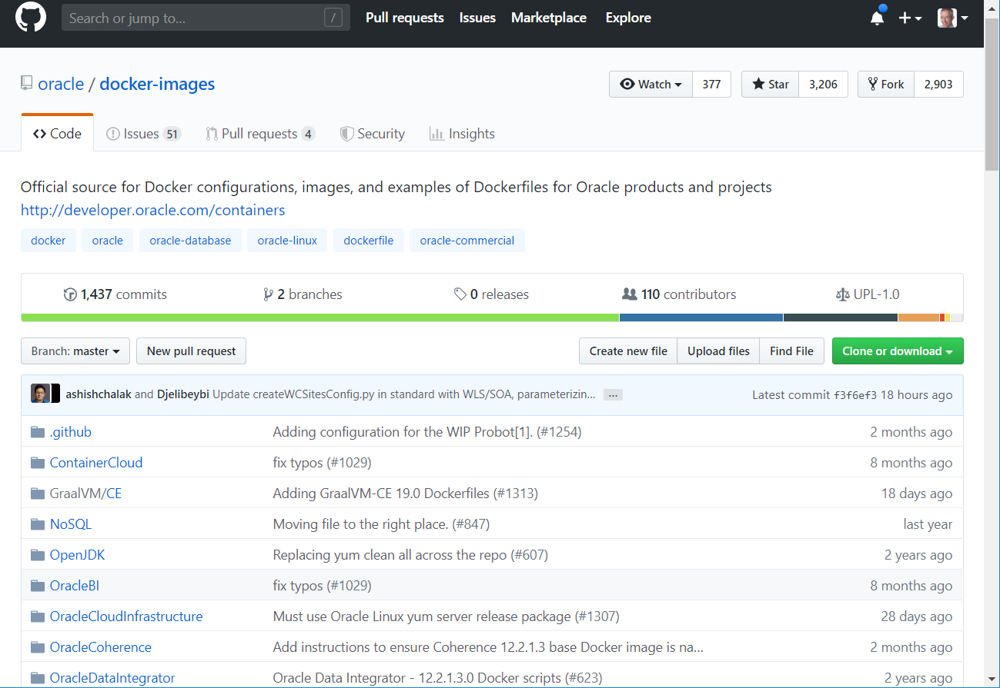 Search or jump to... /
Pull requests Issues Marketplace Explore
oracle / docker-images
Watch 377 Star 3,206 Fork 2,903
Code Issues 51 Pull requests 4 Security Insights
Official source for Docker configurations, images, and examples of Dockerfiles for Oracle products and projects
http://developer.oracle.com/containers
docker oracle oracle-database oracle-linux dockerfile oracle-commercial
1,437 commits 2 branches 0 releases 110 contributors UPL-1.0
Branch: master New pull request Create new file Upload files Find File Clone or download
ashishchalak and Djelibeybi Update createWCSitesConfig.py in standard with WLS/SOA, parameterizin... ... Latest commit f3f6ef3 18 hours ago
.github Adding configuration for the WIP Probot[1]. (#1254) 2 months ago
ContainerCloud fix typos (#1029) 8 months ago
GraalVM/CE Adding GraalVM-CE 19.0 Dockerfiles (#1313) 18 days ago
NoSQL Moving file to the right place. (#847) last year
OpenJDK Replacing yum clean all across the repo (#607) 2 years ago
OracleBI fix typos (#1029) 8 months ago
OracleCloudInfrastructure Must use Oracle Linux yum server release package (#1307) 28 days ago
OracleCoherence Add instructions to ensure Coherence 12.2.1.3 base Docker image is na... 2 months ago
OracleDataIntegrator Oracle Data Integrator - 12.2.1.3.0 Docker scripts (#623) 2 years ago